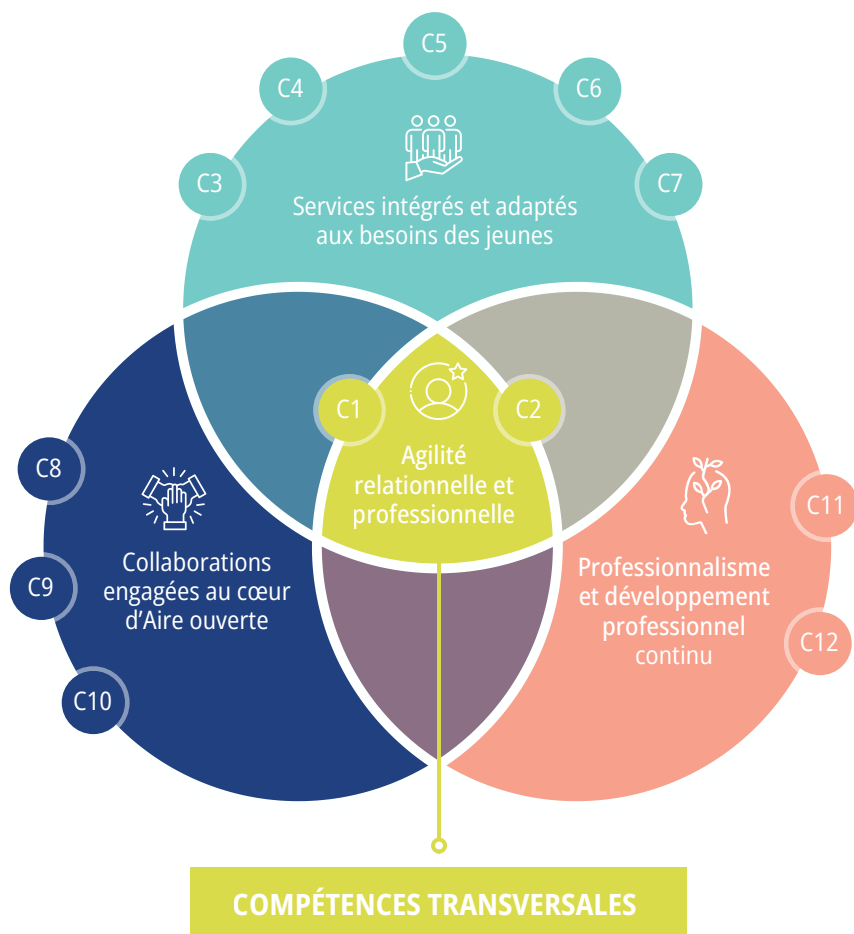 C5
C4
C6
C3
C7
Services intégrés et adaptés
aux besoins des jeunes
C1
C2
Agilité
relationnelle et
professionnelle
C8
C9
C10
Collaborations
engagées au cœur
d’Aire ouverte
C11
C12
Professionnalisme
et développement
professionnel
continu
COMPÉTENCES TRANSVERSALES